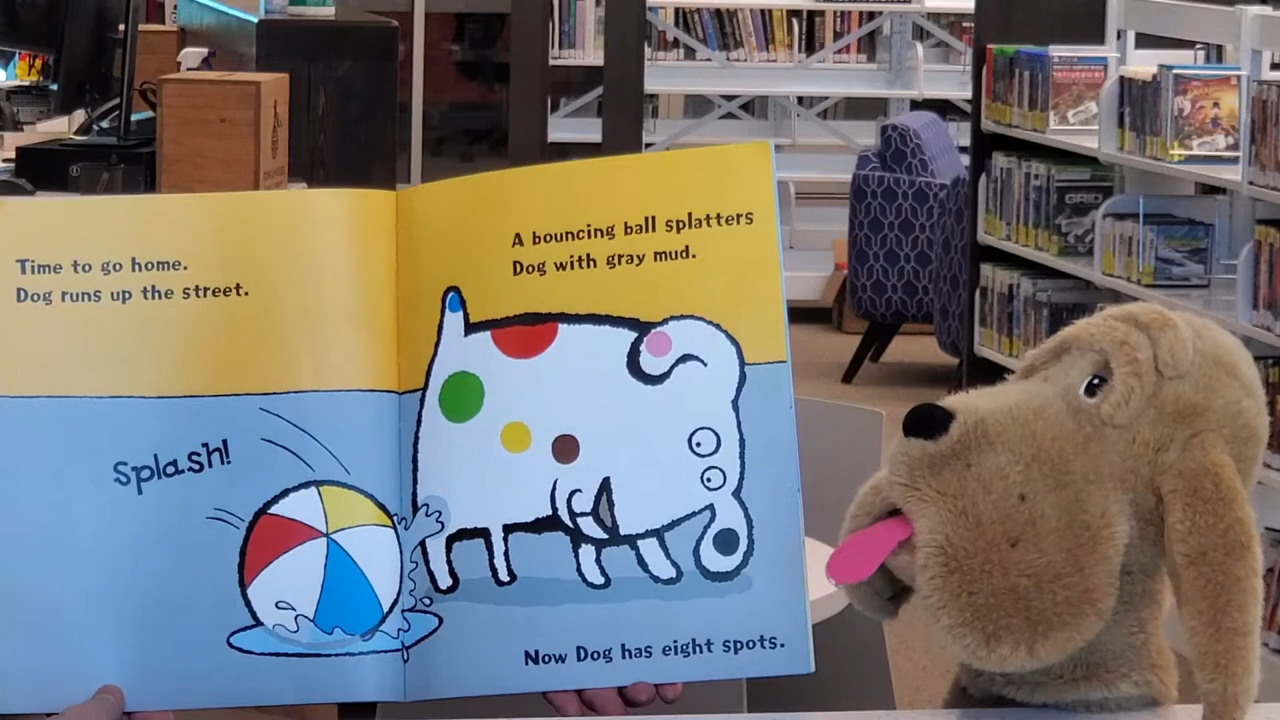 Time to go home.
Dog runs up the street.
Splash!
A bouncing ball splatters
Dog with gray mud.
Now Dog has eight spots.
GRID